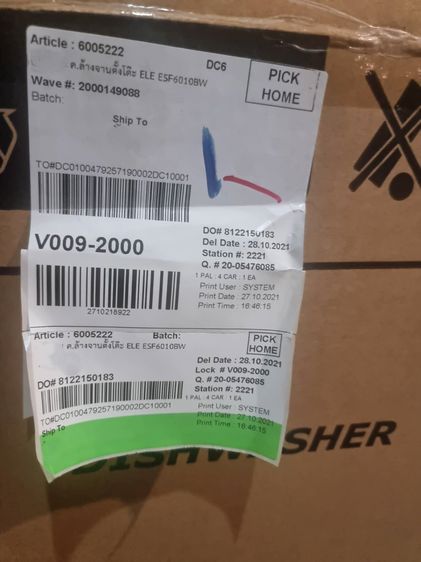 Article : 6005222
DC6
PICK
HOME
ค.ล้างจานตั้งโต๊ะ ELE ESF6010BW
Wave #: 2000149088
Batch:
Ship To
TO#DC0100479257190002DC10001
V009-2000
DO# 8122150183
Del Date : 28.10.2021
Station #: 2221
Q. # 20-05476085
1 PAL : 4 CAR : 1 EA
Print User : SYSTEM
Print Date : 27.10.2021
Print Time : 16:46:15
2710218922
Article : 6005222
Batch:
PICK
HOME
ค.ล้างจานตั้งโต๊ะ ELE ESF6010BW
Del Date : 28.10.2021
Lock # V009-2000
Q. # 20-05476085
Station #: 2221
DO# 8122150183
1 PAL : 4 CAR : 1 EA
Print User : SYSTEM
Print Date : 27.10.2021
Print Time : 16:46:15
TO#DC0100479257190002DC10001
Ship To
DISHWASHER